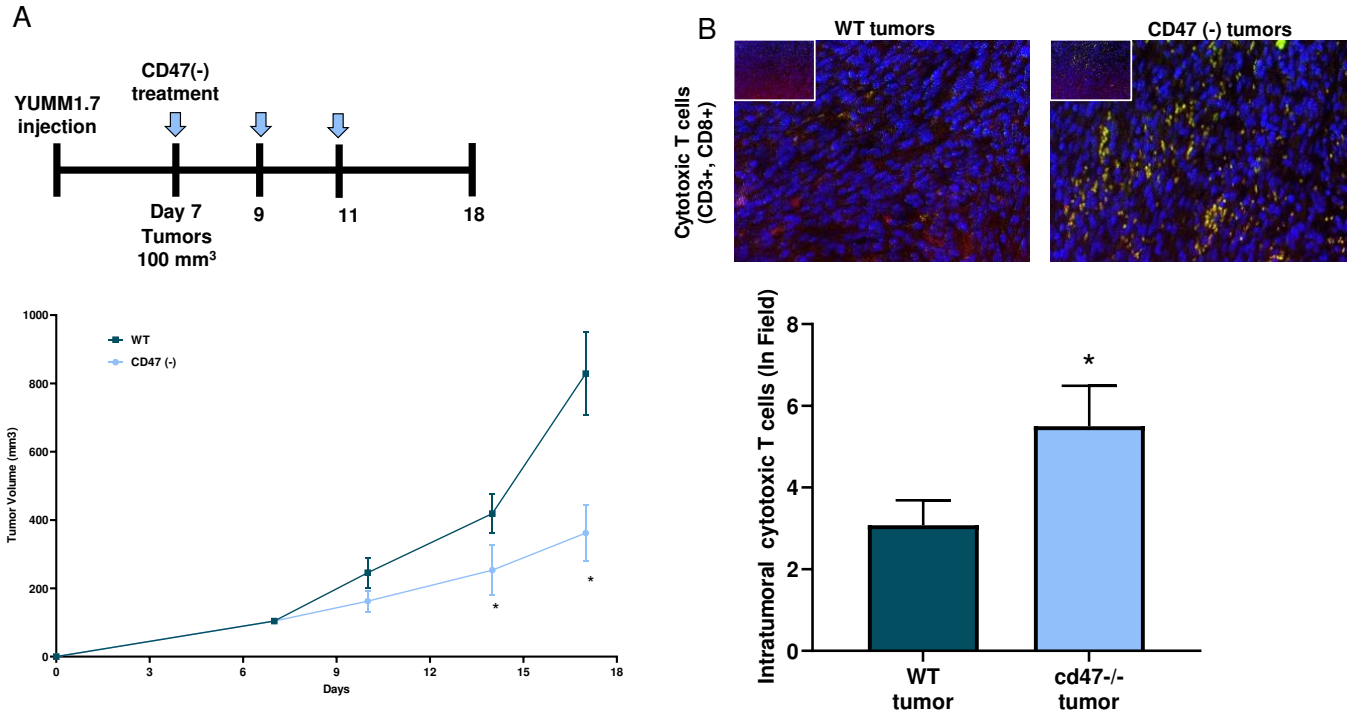 A
CD47(-)
treatment
YUMM1.7
injection
Day 7
9
11
18
Tumors
100 mm³
1000
800
600
400
200
0
WT
CD47 (-)
Tumor Volume (mm3)
0 3 6 9 12 15 18
Days
*
*
B
WT tumors
CD47 (-) tumors
Cytotoxic T cells
(CD3+, CD8+)
Intratumoral cytotoxic T cells (In Field)
8
6
4
2
0
*
WT
tumor
cd47-/-
tumor